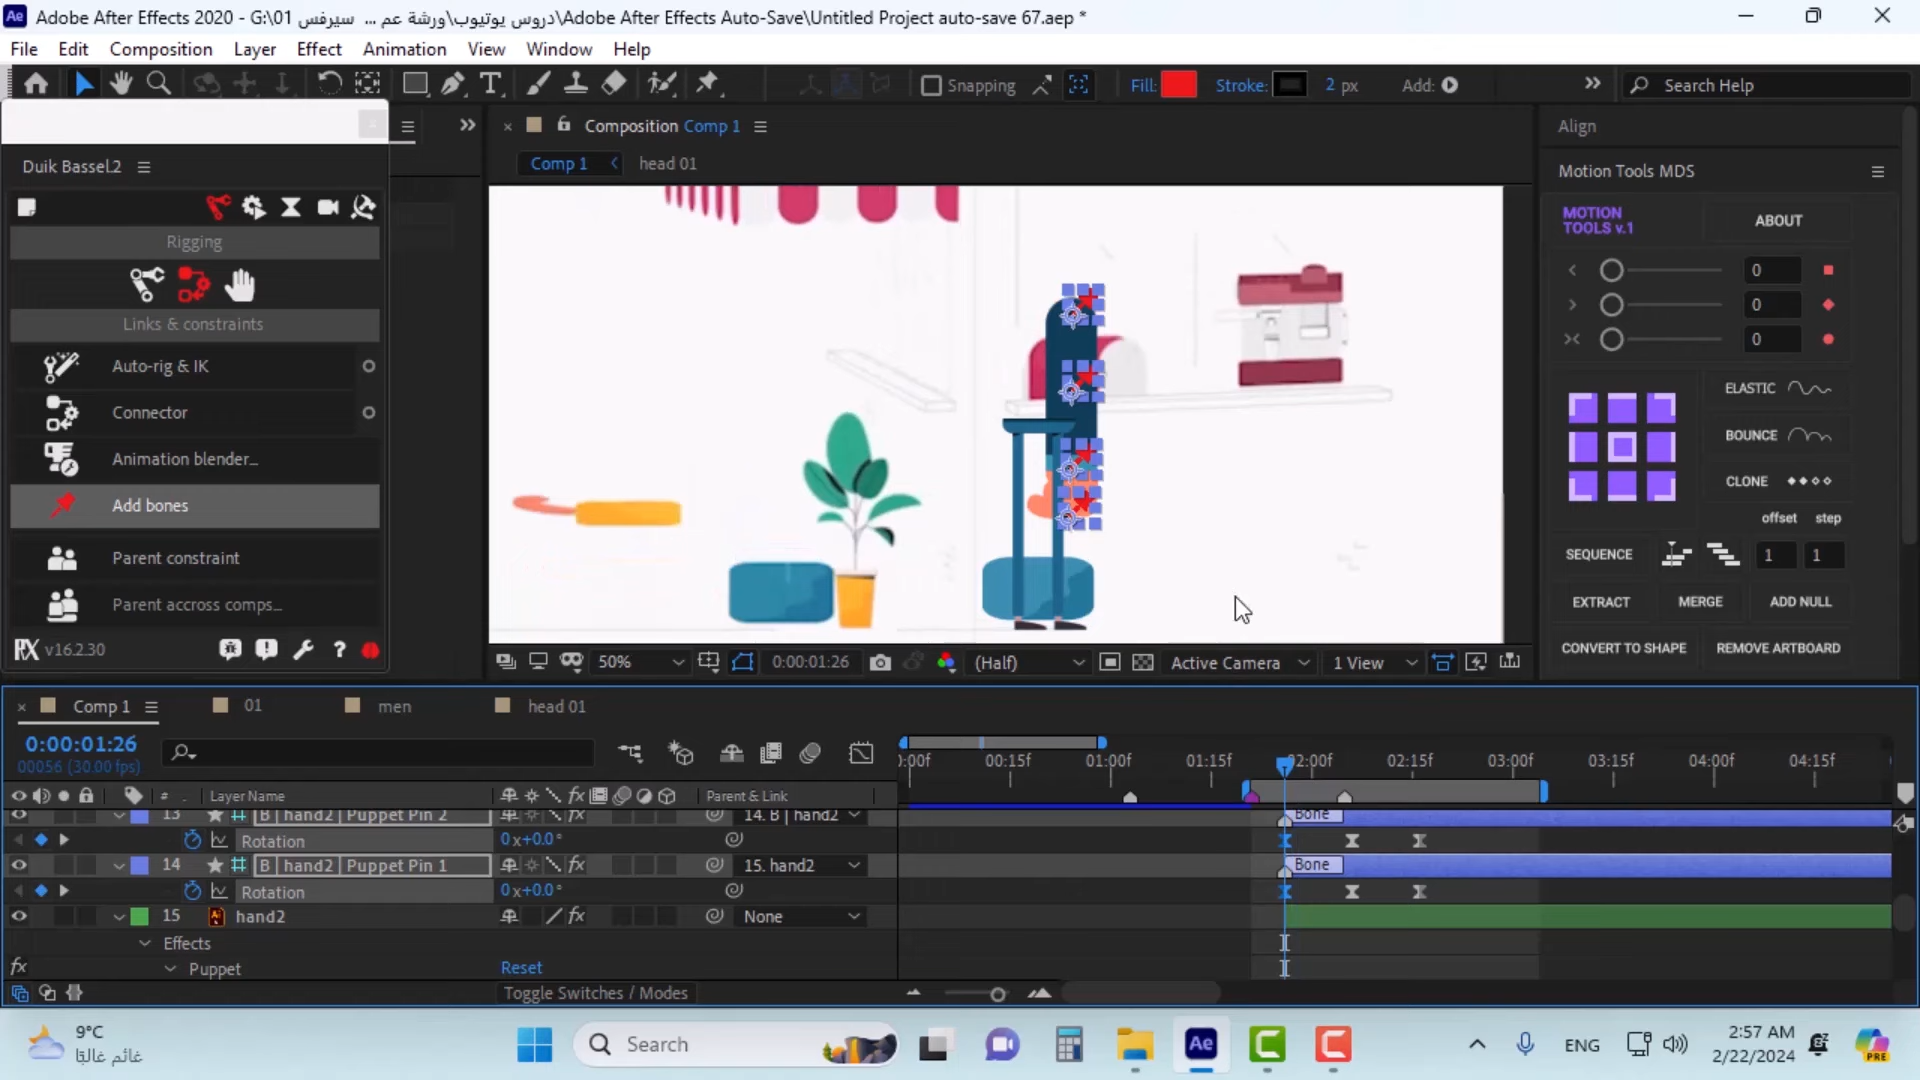 Adobe After Effects 2020 - G:\01 دروس يوتيوب\ورشة عم ... سيرفس\Adobe After Effects Auto-Save\Untitled Project auto-save 67.aep *
File Edit Composition Layer Effect Animation View Window Help
Snapping Fill: Stroke: 2 px Add: Search Help
Composition Comp 1
Comp 1 head 01
Duik Bassel.2
Rigging
Links & constraints
Auto-rig & IK
Connector
Animation blender...
Add bones
Parent constraint
Parent accross comps...
v16.2.30
50% 0:00:01:26 (Half) Active Camera 1 View
Align
Motion Tools MDS
MOTION TOOLS v.1 ABOUT
0
0
0
ELASTIC
BOUNCE
CLONE
offset step
SEQUENCE 1 1
EXTRACT MERGE ADD NULL
CONVERT TO SHAPE REMOVE ARTBOARD
Comp 1 01 men head 01
0:00:01:26
00056 (30.00 fps)
:00f 00:15f 01:00f 01:15f 02:00f 02:15f 03:00f 03:15f 04:00f 04:15f
# Layer Name Parent & Link
13 B | hand2 | Puppet Pin 2 14. B | hand2 Bone
Rotation 0x+0.0°
14 B | hand2 | Puppet Pin 1 15. hand2 Bone
Rotation 0x+0.0°
15 hand2 None
Effects
fx Puppet Reset
Toggle Switches / Modes
9°C
غائم غالبًا
Search
ENG
2:57 AM
2/22/2024
PRE